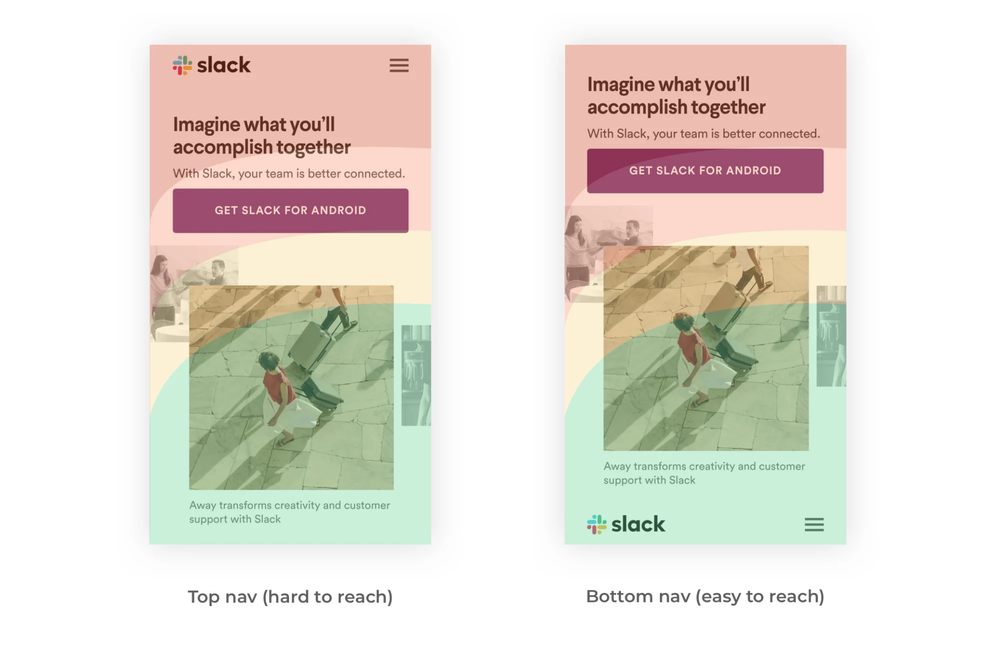 slack
Imagine what you'll
accomplish together
With Slack, your team is better connected.
GET SLACK FOR ANDROID
Away transforms creativity and customer
support with Slack
Top nav (hard to reach)
Imagine what you'll
accomplish together
With Slack, your team is better connected.
GET SLACK FOR ANDROID
Away transforms creativity and customer
support with Slack
slack
Bottom nav (easy to reach)